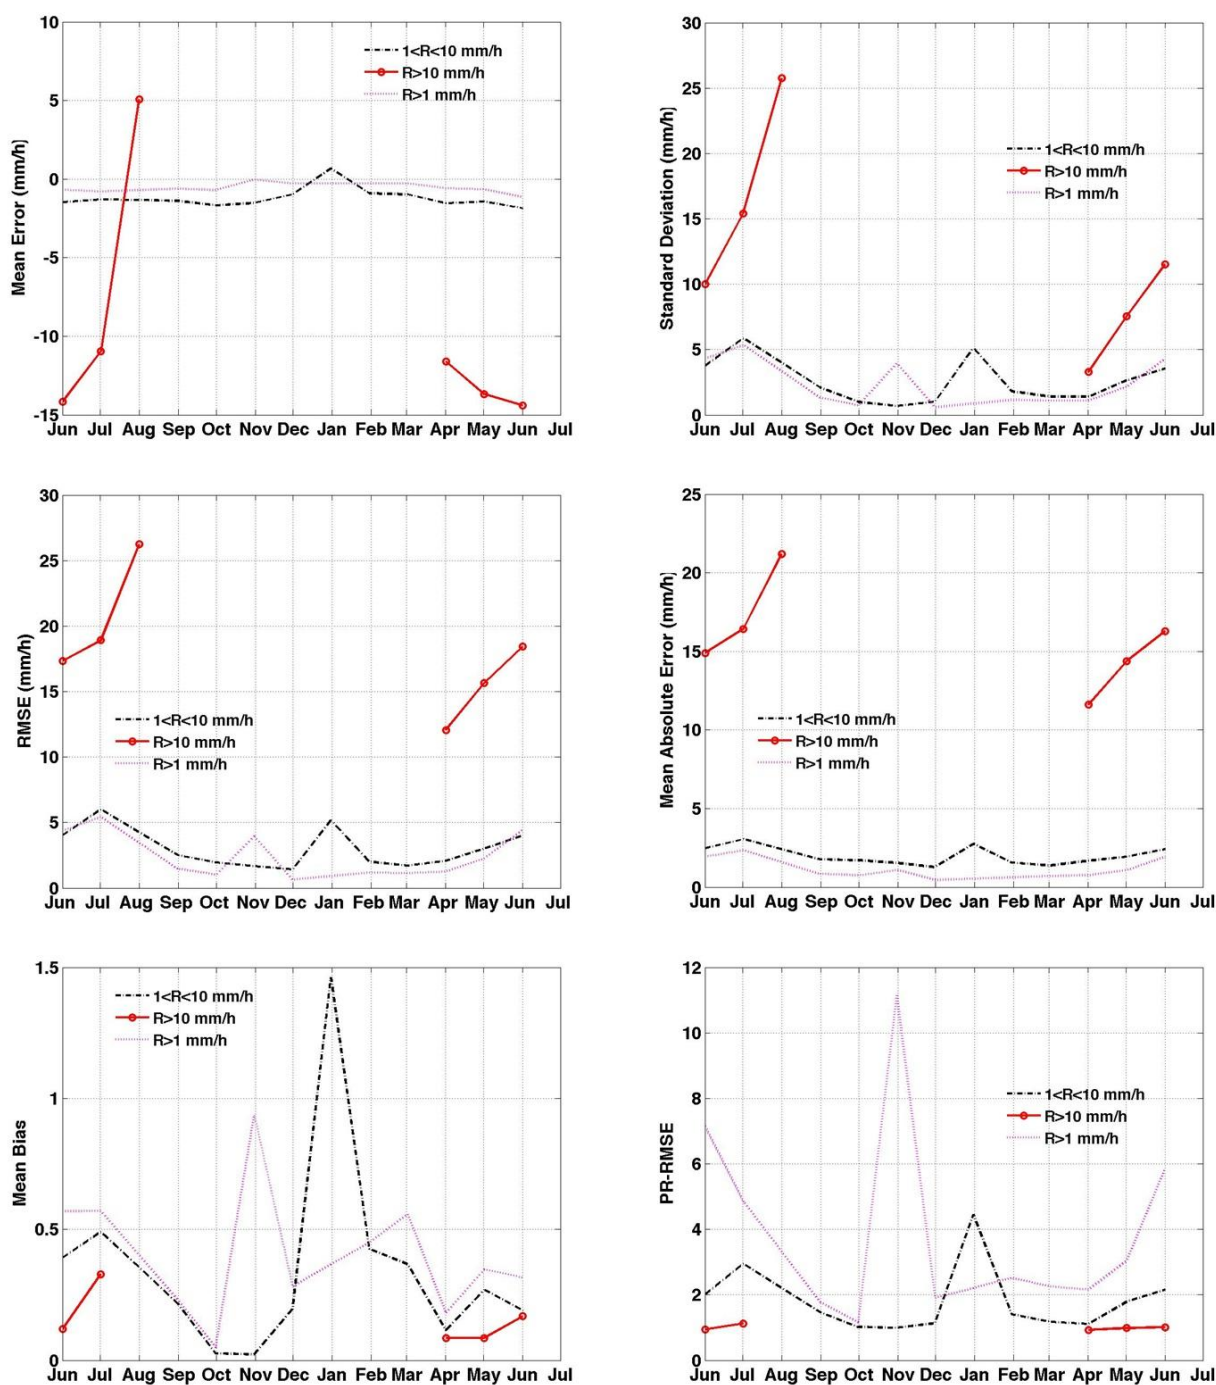 10
5
0
-5
-10
-15
Mean Error (mm/h)
1<R<10 mm/h
R>10 mm/h
R>1 mm/h
Jun Jul Aug Sep Oct Nov Dec Jan Feb Mar Apr May Jun Jul
30
25
20
15
10
5
0
Standard Deviation (mm/h)
1<R<10 mm/h
R>10 mm/h
R>1 mm/h
Jun Jul Aug Sep Oct Nov Dec Jan Feb Mar Apr May Jun Jul
30
25
20
15
10
5
0
RMSE (mm/h)
1<R<10 mm/h
R>10 mm/h
R>1 mm/h
Jun Jul Aug Sep Oct Nov Dec Jan Feb Mar Apr May Jun Jul
25
20
15
10
5
0
Mean Absolute Error (mm/h)
1<R<10 mm/h
R>10 mm/h
R>1 mm/h
Jun Jul Aug Sep Oct Nov Dec Jan Feb Mar Apr May Jun Jul
1.5
1
0.5
0
Mean Bias
1<R<10 mm/h
R>10 mm/h
R>1 mm/h
Jun Jul Aug Sep Oct Nov Dec Jan Feb Mar Apr May Jun Jul
12
10
8
6
4
2
0
PR-RMSE
1<R<10 mm/h
R>10 mm/h
R>1 mm/h
Jun Jul Aug Sep Oct Nov Dec Jan Feb Mar Apr May Jun Jul